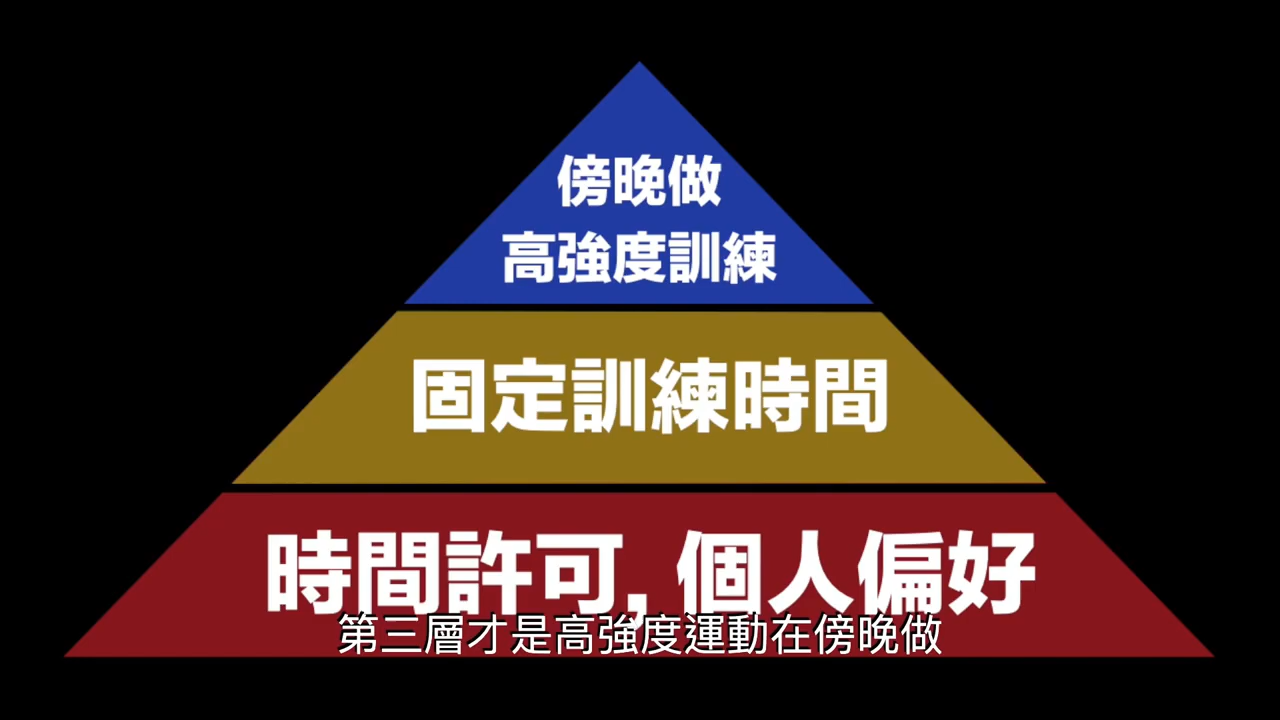 傍晚做
高強度訓練
固定訓練時間
時間許可, 個人偏好
第三層才是高強度運動在傍晚做